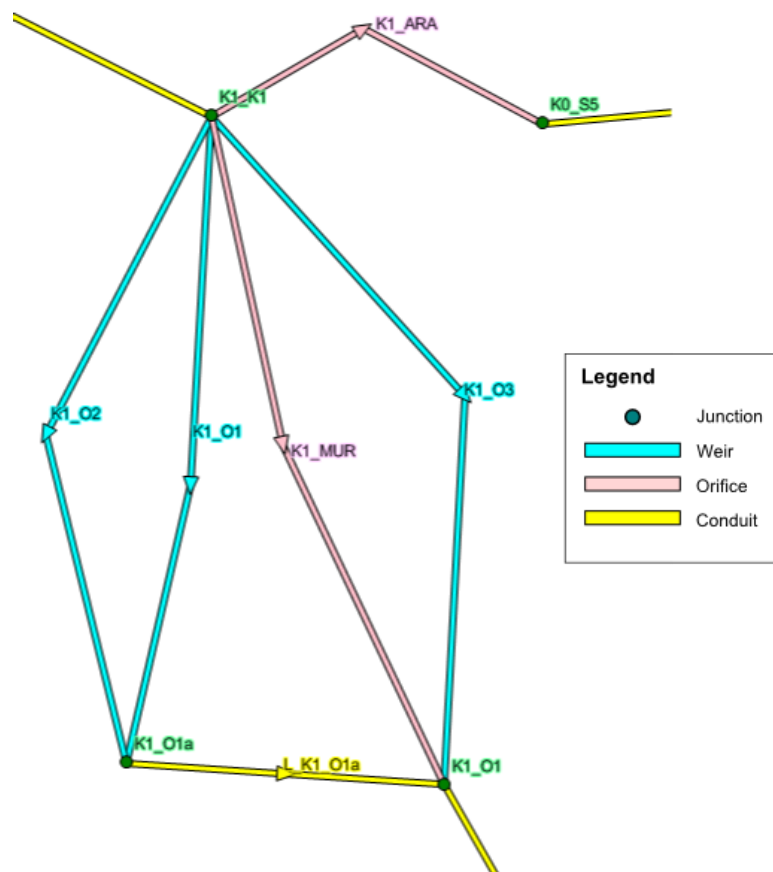 K1_ARA
K1_K1
K0_S5
K1_O3
K1_O2
K1_O1
K1_MUR
Legend
Junction
Weir
Orifice
Conduit
K1_O1a
L_K1_O1a
K1_O1